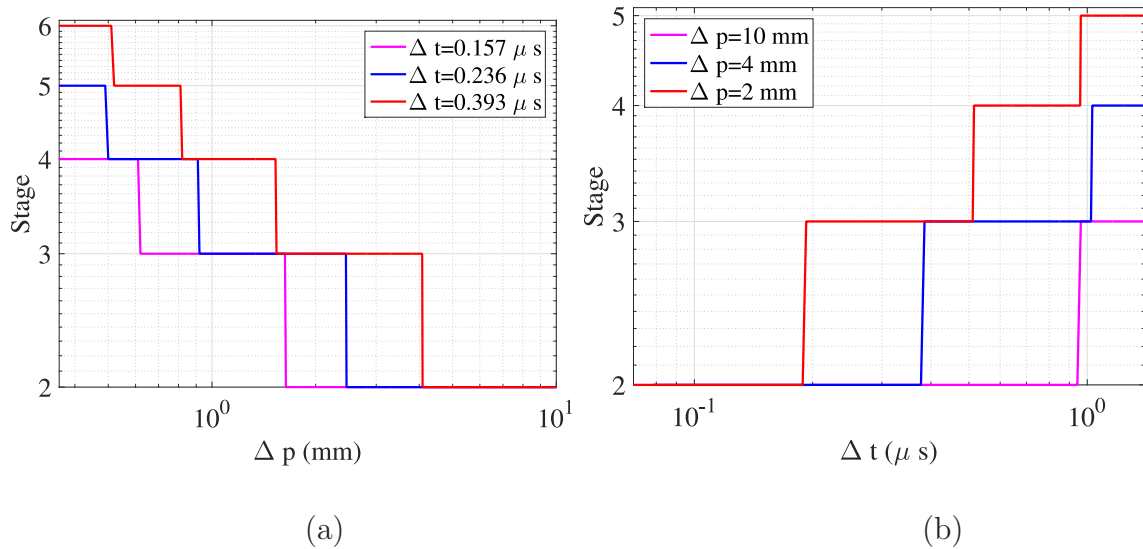 6
5
4
3
2
Stage
10^0
10^1
Δ p (mm)
Δ t=0.157 μ s
Δ t=0.236 μ s
Δ t=0.393 μ s
(a)
5
4
3
2
Stage
10^-1
10^0
Δ t (μ s)
Δ p=10 mm
Δ p=4 mm
Δ p=2 mm
(b)